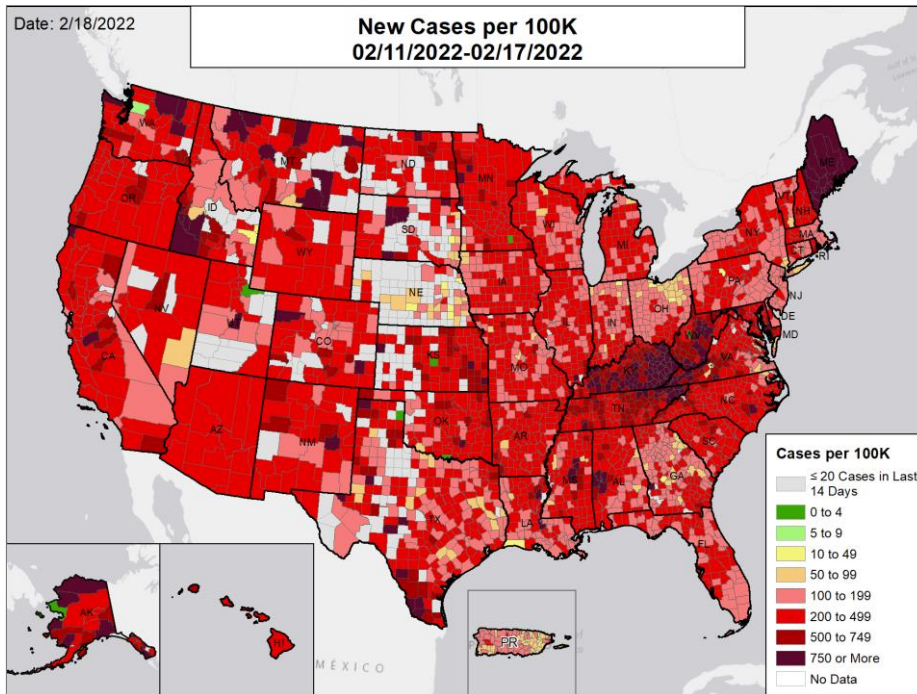 Date: 2/18/2022
New Cases per 100K
02/11/2022-02/17/2022
WA
MT
ND
MN
ME
OR
ID
SD
WI
MI
VT
NH
NY
MA
CT
RI
WY
IA
NE
PA
NJ
NV
UT
CO
IL
IN
OH
DE
MD
CA
KS
MO
WV
VA
KY
AZ
NM
OK
AR
TN
NC
SC
MS
AL
GA
TX
LA
FL
AK
HI
PR
MÉXICO
Cases per 100K
≤ 20 Cases in Last
14 Days
0 to 4
5 to 9
10 to 49
50 to 99
100 to 199
200 to 499
500 to 749
750 or More
No Data